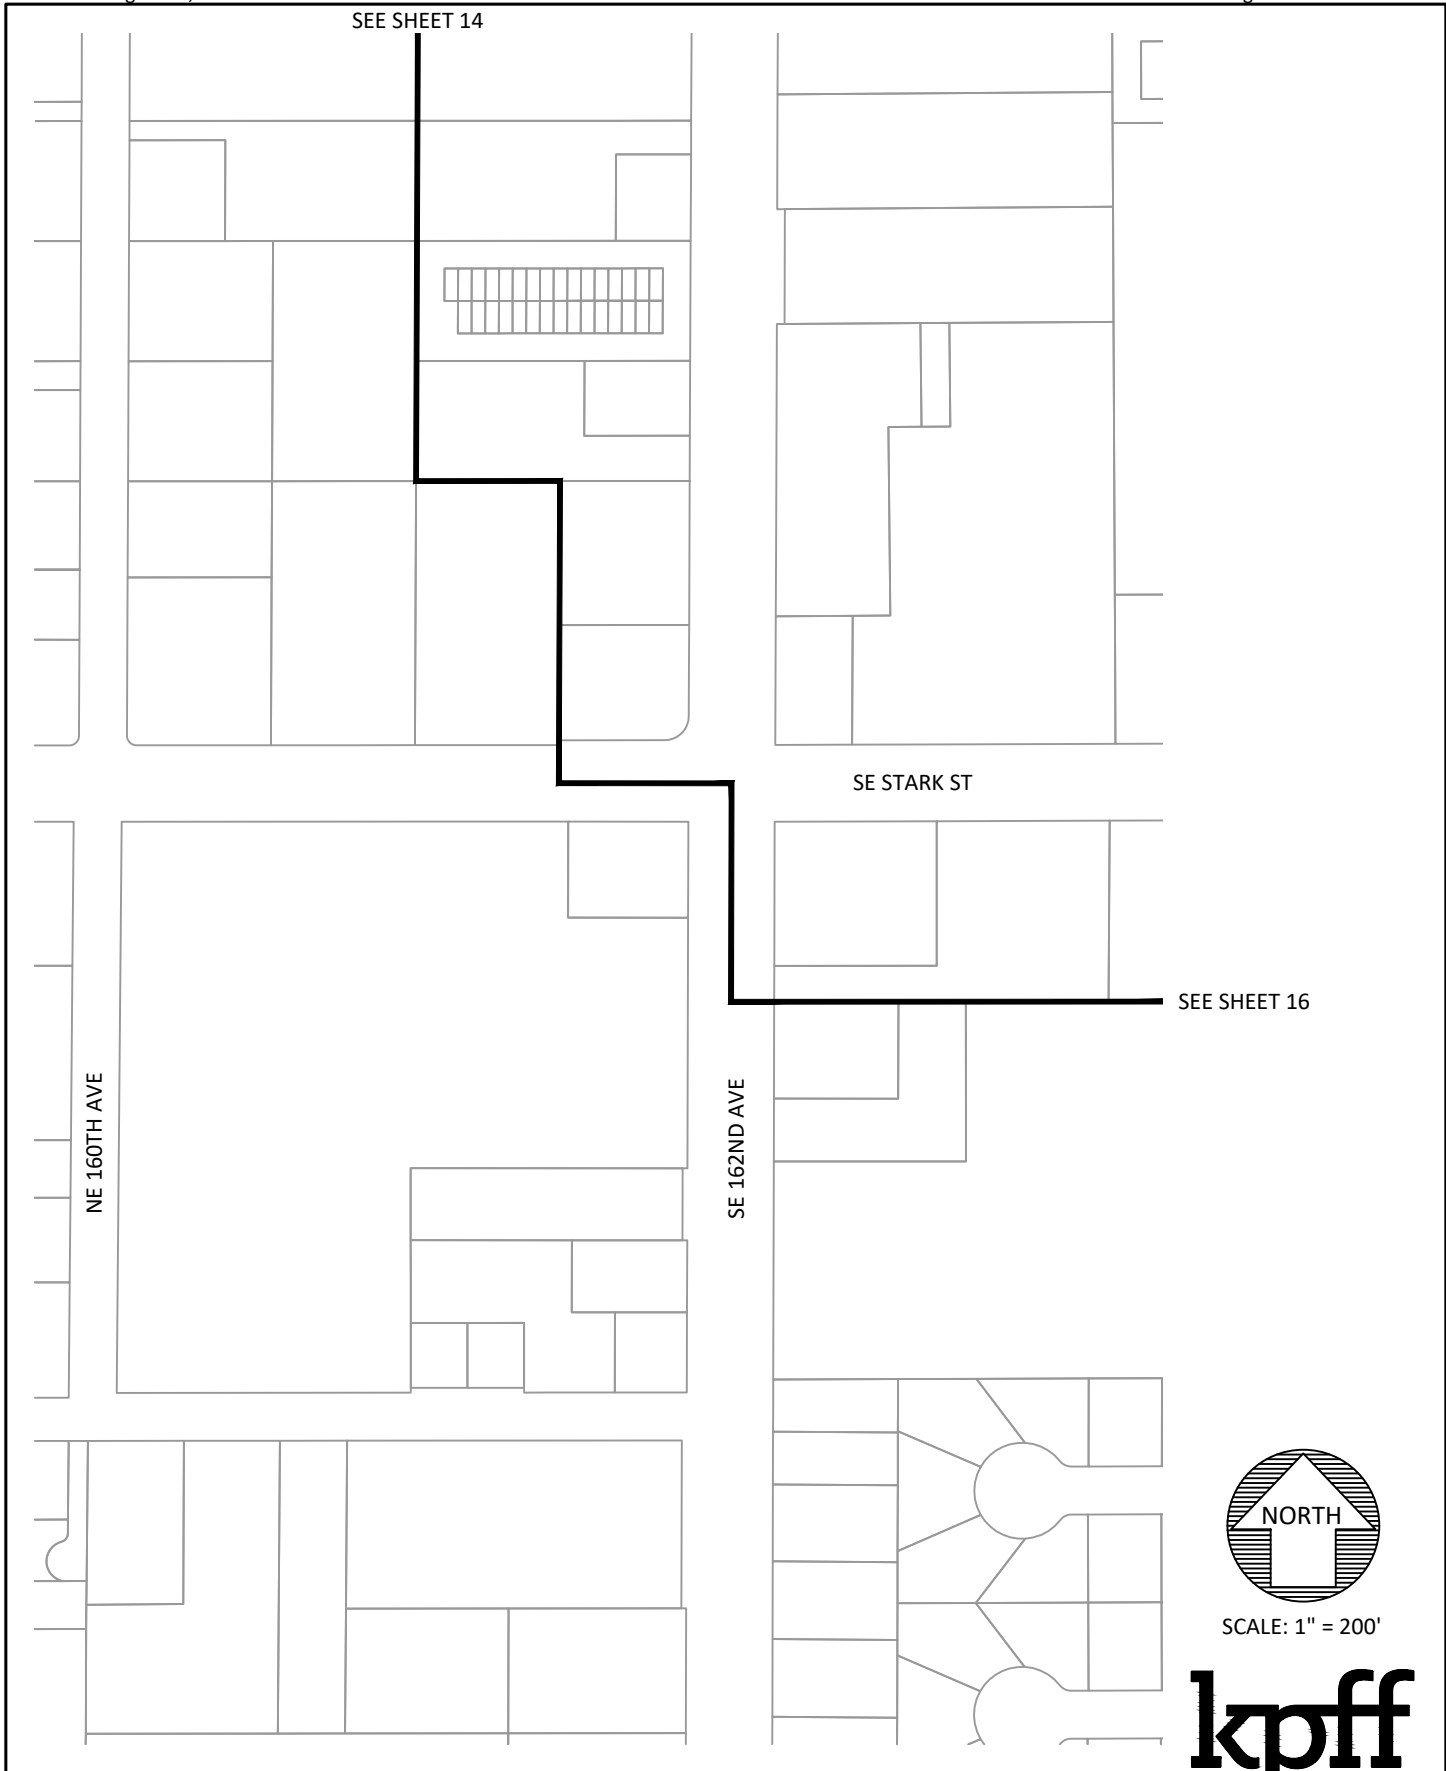 SEE SHEET 14
SE STARK ST
SEE SHEET 16
NE 160TH AVE
SE 162ND AVE
NORTH
SCALE: 1" = 200'
kpff